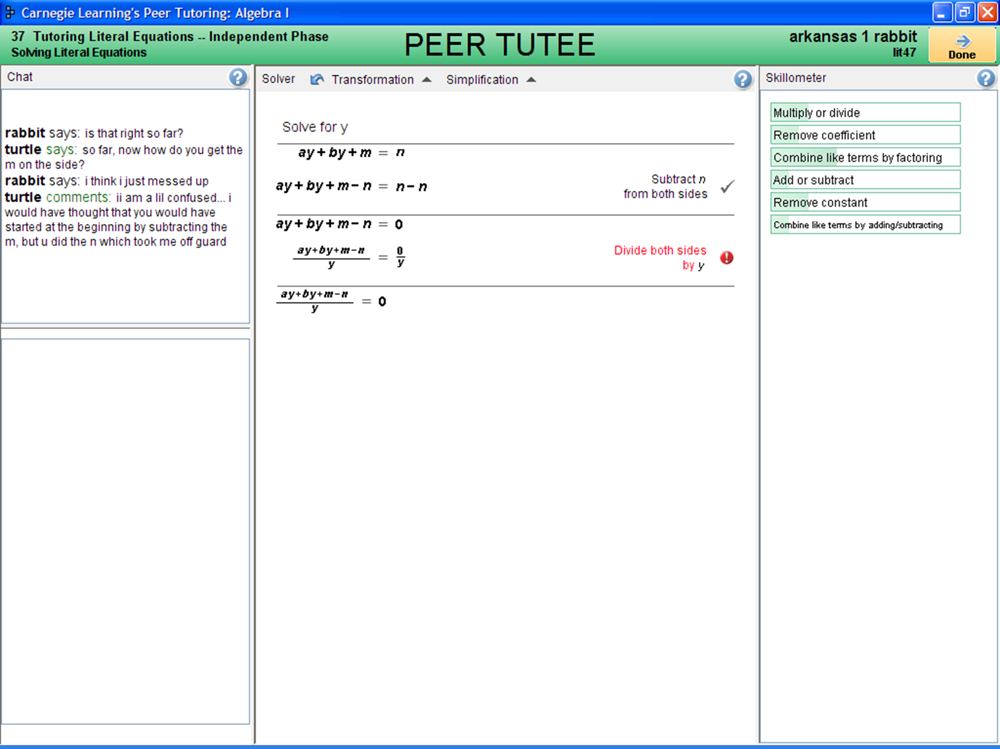 Carnegie Learning's Peer Tutoring: Algebra I
37 Tutoring Literal Equations -- Independent Phase
Solving Literal Equations
PEER TUTEE
arkansas 1 rabbit
lit47
Done
Chat
?
rabbit says: is that right so far?
turtle says: so far, now how do you get the
m on the side?
rabbit says: i think i just messed up
turtle comments: ii am a lil confused... i
would have thought that you would have
started at the beginning by subtracting the
m, but u did the n which took me off guard
Solver Transformation Simplification
?
Solve for y
ay + by + m = n
ay + by + m − n = n − n
Subtract n
from both sides
ay + by + m − n = 0
ay+by+m−n / y = 0 / y
Divide both sides
by y
!
ay+by+m−n / y = 0
Skillometer
?
Multiply or divide
Remove coefficient
Combine like terms by factoring
Add or subtract
Remove constant
Combine like terms by adding/subtracting